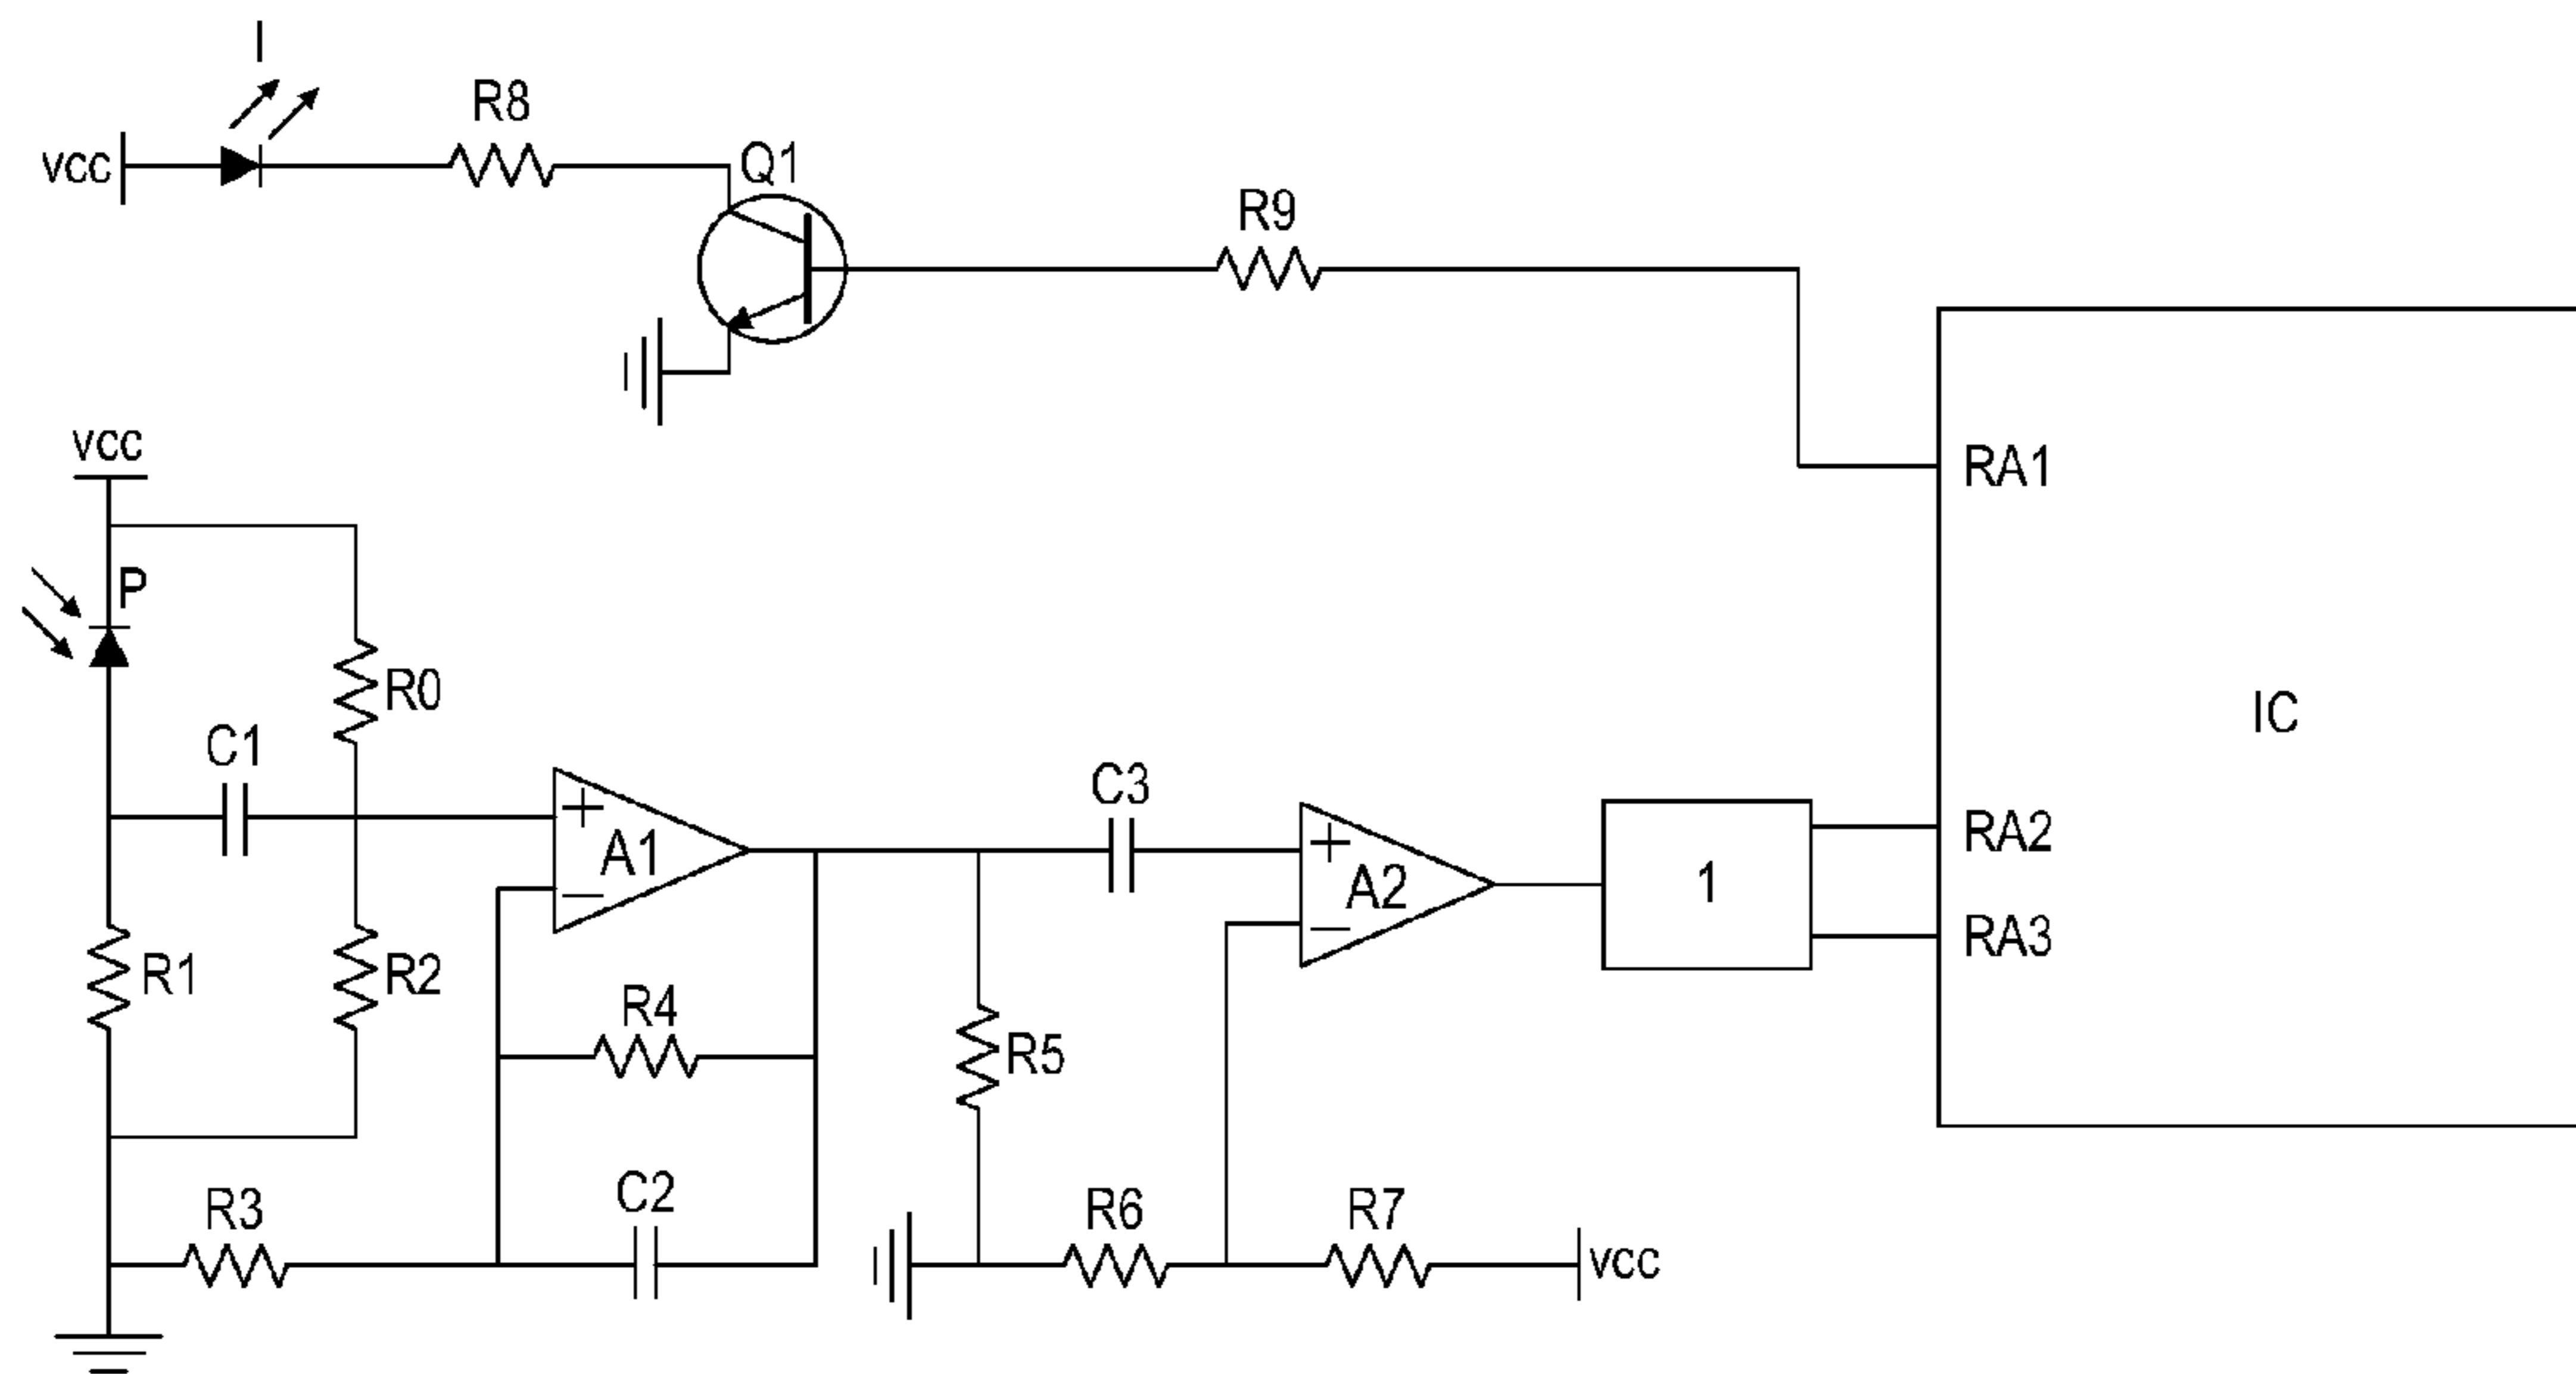 I
R8
vcc
Q1
R9
vcc
RA1
P
R0
IC
C1
C3
+
A1
−
+
A2
−
1
RA2
RA3
R1
R2
R4
R5
C2
R3
R6
R7
vcc